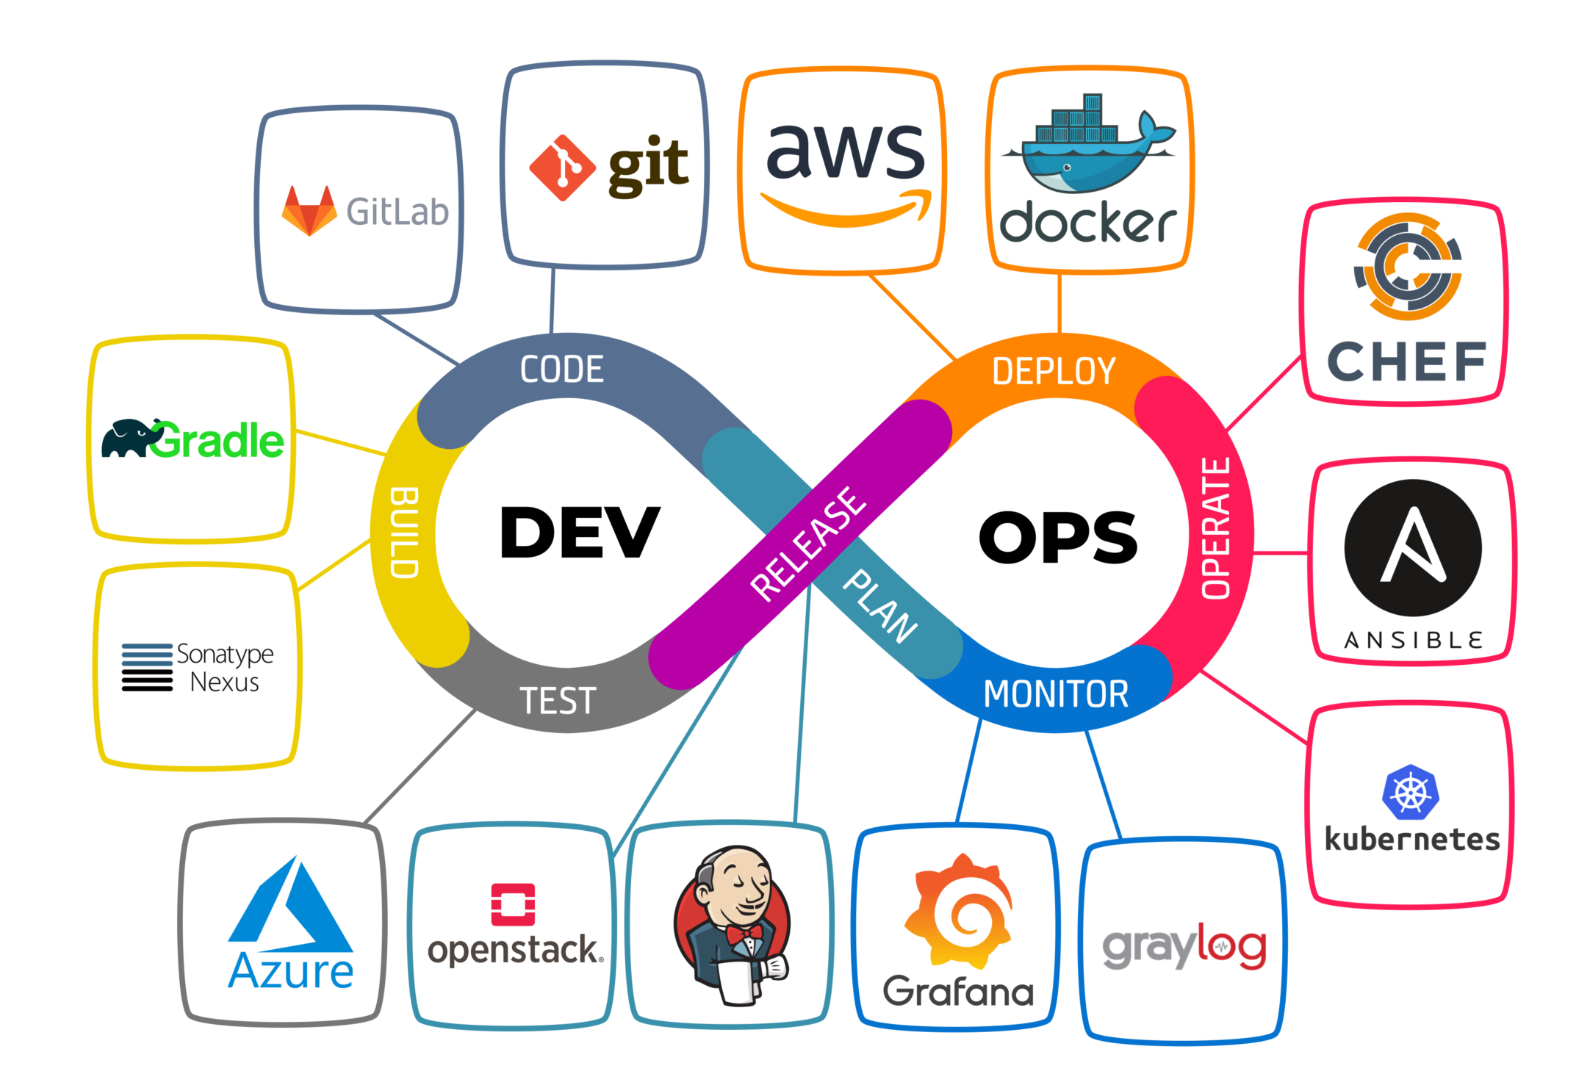 GitLab
git
aws
docker
CHEF
CODE
DEPLOY
Gradle
BUILD
DEV
RELEASE
OPS
OPERATE
ANSIBLE
PLAN
Sonatype
Nexus
TEST
MONITOR
kubernetes
Azure
openstack.
Grafana
graylog